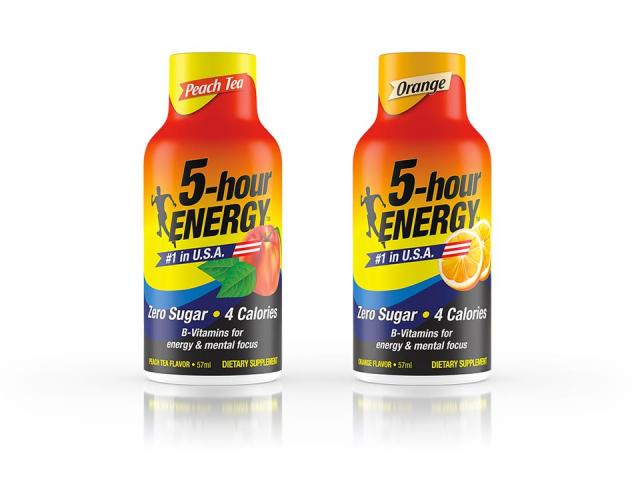 Peach Tea
5-hour
ENERGY™
#1 in U.S.A.
Zero Sugar • 4 Calories
B-Vitamins for
energy & mental focus
PEACH TEA FLAVOR • 57ml DIETARY SUPPLEMENT
Orange
5-hour
ENERGY™
#1 in U.S.A.
Zero Sugar • 4 Calories
B-Vitamins for
energy & mental focus
ORANGE FLAVOR • 57ml DIETARY SUPPLEMENT